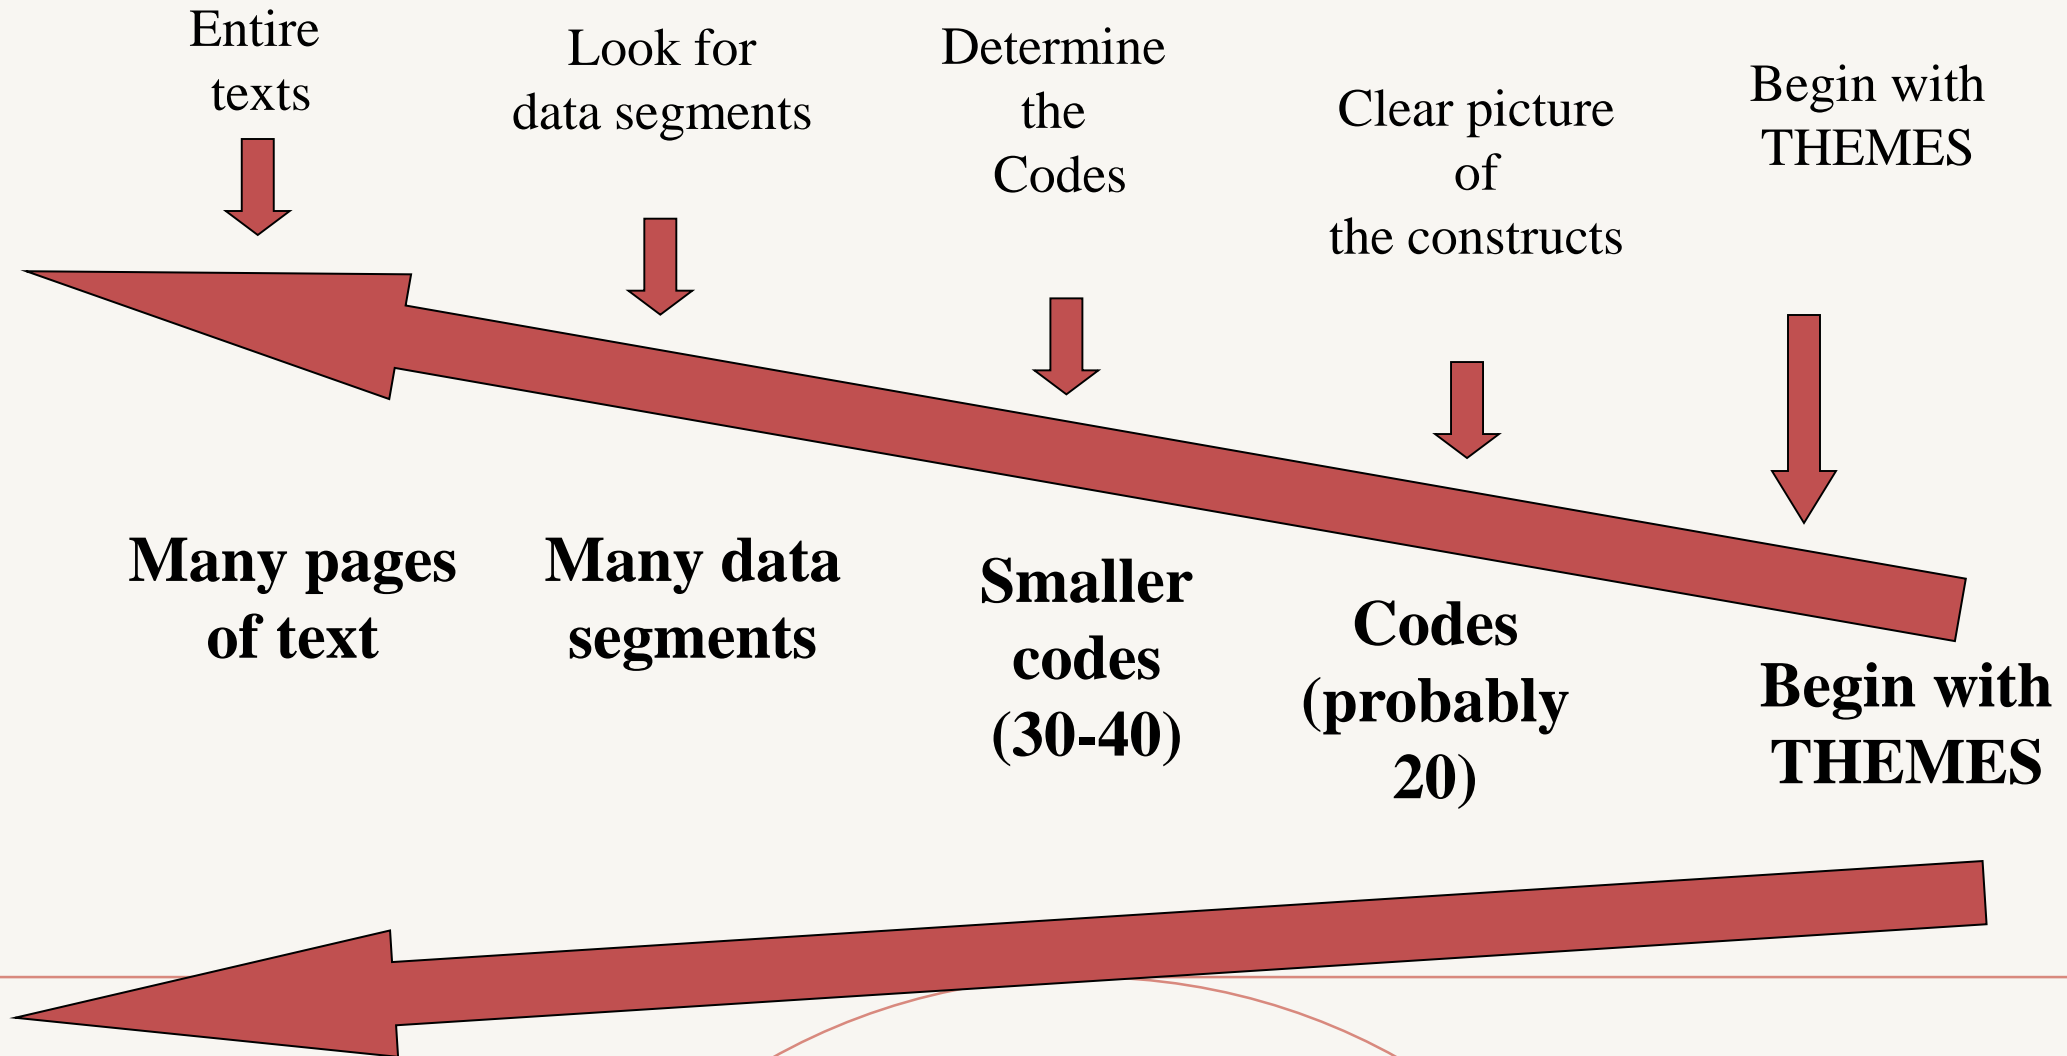 Entire
texts
Look for
data segments
Determine
the
Codes
Clear picture
of
the constructs
Begin with
THEMES
Many pages
of text
Many data
segments
Smaller
codes
(30-40)
Codes
(probably
20)
Begin with
THEMES